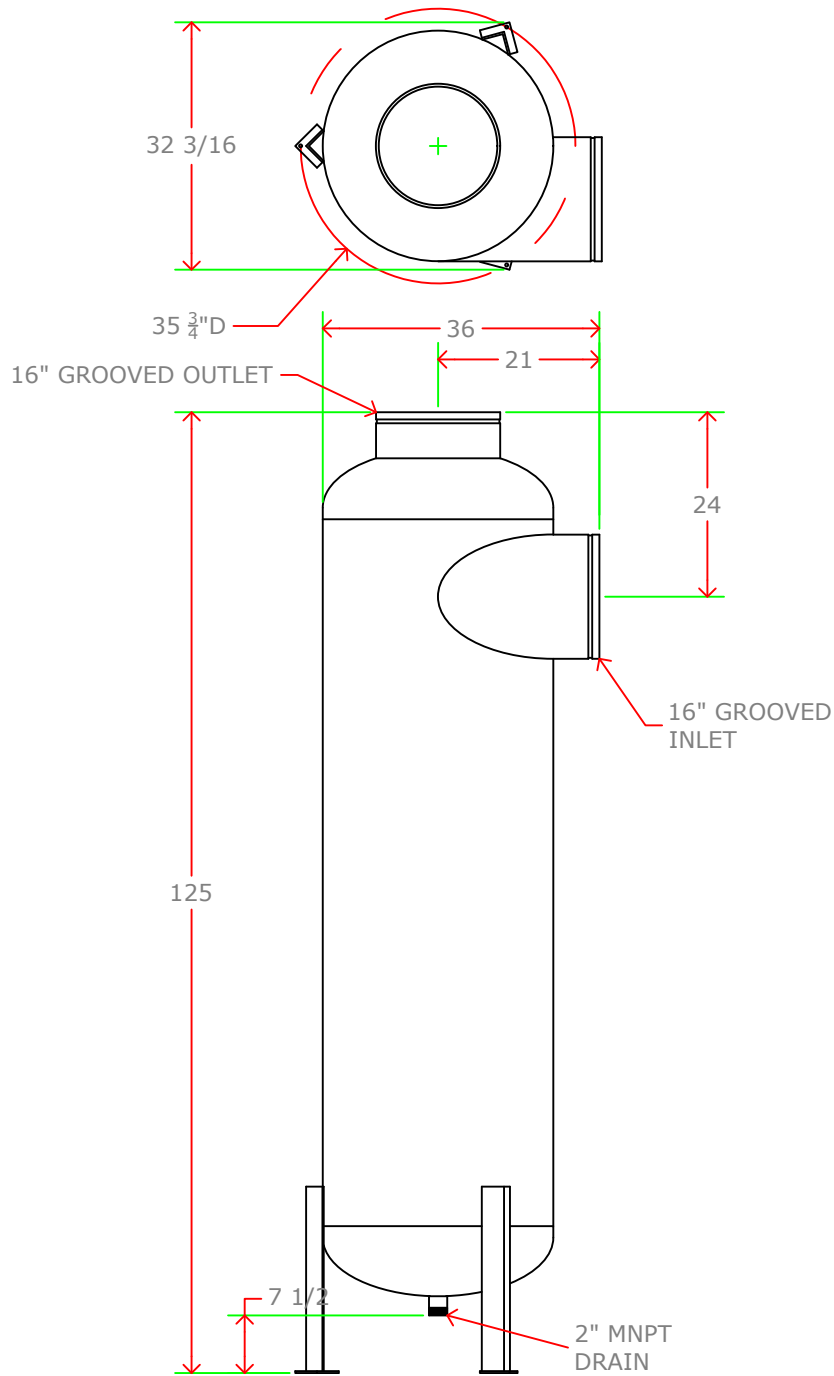 32 3/16
35 3/4"D
36
21
16" GROOVED OUTLET
24
16" GROOVED
INLET
125
7 1/2
2" MNPT
DRAIN